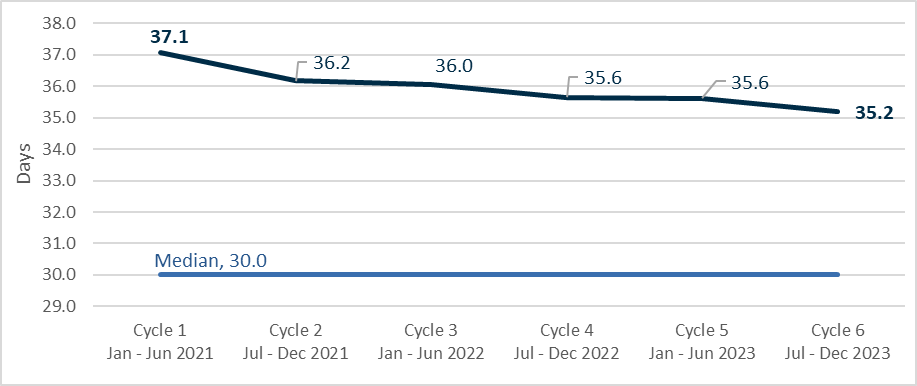 38.0
37.0
36.0
35.0
34.0
33.0
32.0
31.0
30.0
29.0
Days
37.1
36.2
36.0
35.6
35.6
35.2
Median, 30.0
Cycle 1
Jan - Jun 2021
Cycle 2
Jul - Dec 2021
Cycle 3
Jan - Jun 2022
Cycle 4
Jul - Dec 2022
Cycle 5
Jan - Jun 2023
Cycle 6
Jul - Dec 2023